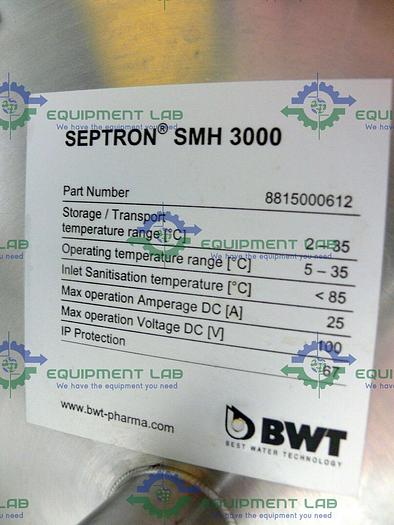 SEPTRON® SMH 3000
Part Number 8815000612
Storage / Transport
temperature range [°C] 2 – 35
Operating temperature range [°C] 5 – 35
Inlet Sanitisation temperature [°C] < 85
Max operation Amperage DC [A] 25
Max operation Voltage DC [V] 100
IP Protection 67
www.bwt-pharma.com
BWT
BEST WATER TECHNOLOGY
EQUIPMENT LAB
We have the equipment you need